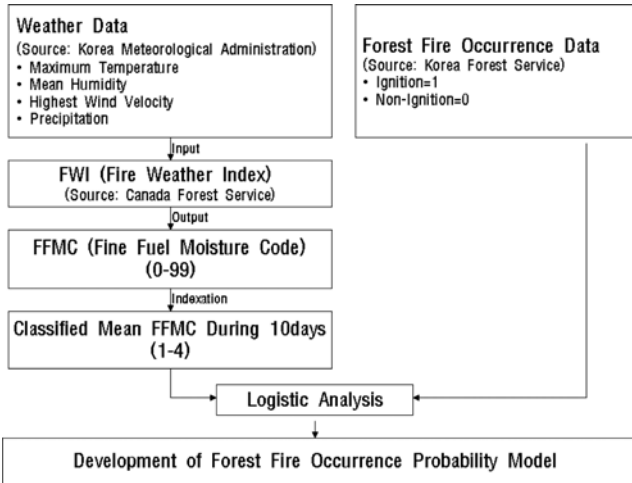 Weather Data
(Source: Korea Meteorological Administration)
• Maximum Temperature
• Mean Humidity
• Highest Wind Velocity
• Precipitation
Forest Fire Occurrence Data
(Source: Korea Forest Service)
• Ignition=1
• Non-Ignition=0
Input
FWI (Fire Weather Index)
(Source: Canada Forest Service)
Output
FFMC (Fine Fuel Moisture Code)
(0-99)
Indexation
Classified Mean FFMC During 10days
(1-4)
Logistic Analysis
Development of Forest Fire Occurrence Probability Model